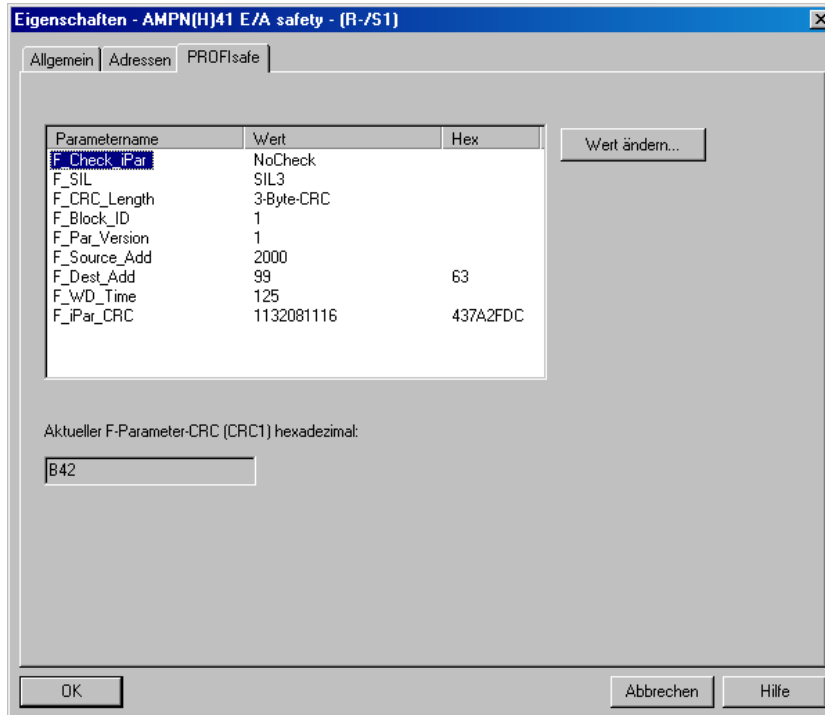 Eigenschaften - AMPN(H)41 E/A safety - (R-/S1)
Allgemein Adressen PROFIsafe
Parametername Wert Hex
Wert ändern...
F_Check_iPar NoCheck
F_SIL SIL3
F_CRC_Length 3-Byte-CRC
F_Block_ID 1
F_Par_Version 1
F_Source_Add 2000
F_Dest_Add 99 63
F_WD_Time 125
F_iPar_CRC 1132081116 437A2FDC
Aktueller F-Parameter-CRC (CRC1) hexadezimal:
B42
OK Abbrechen Hilfe